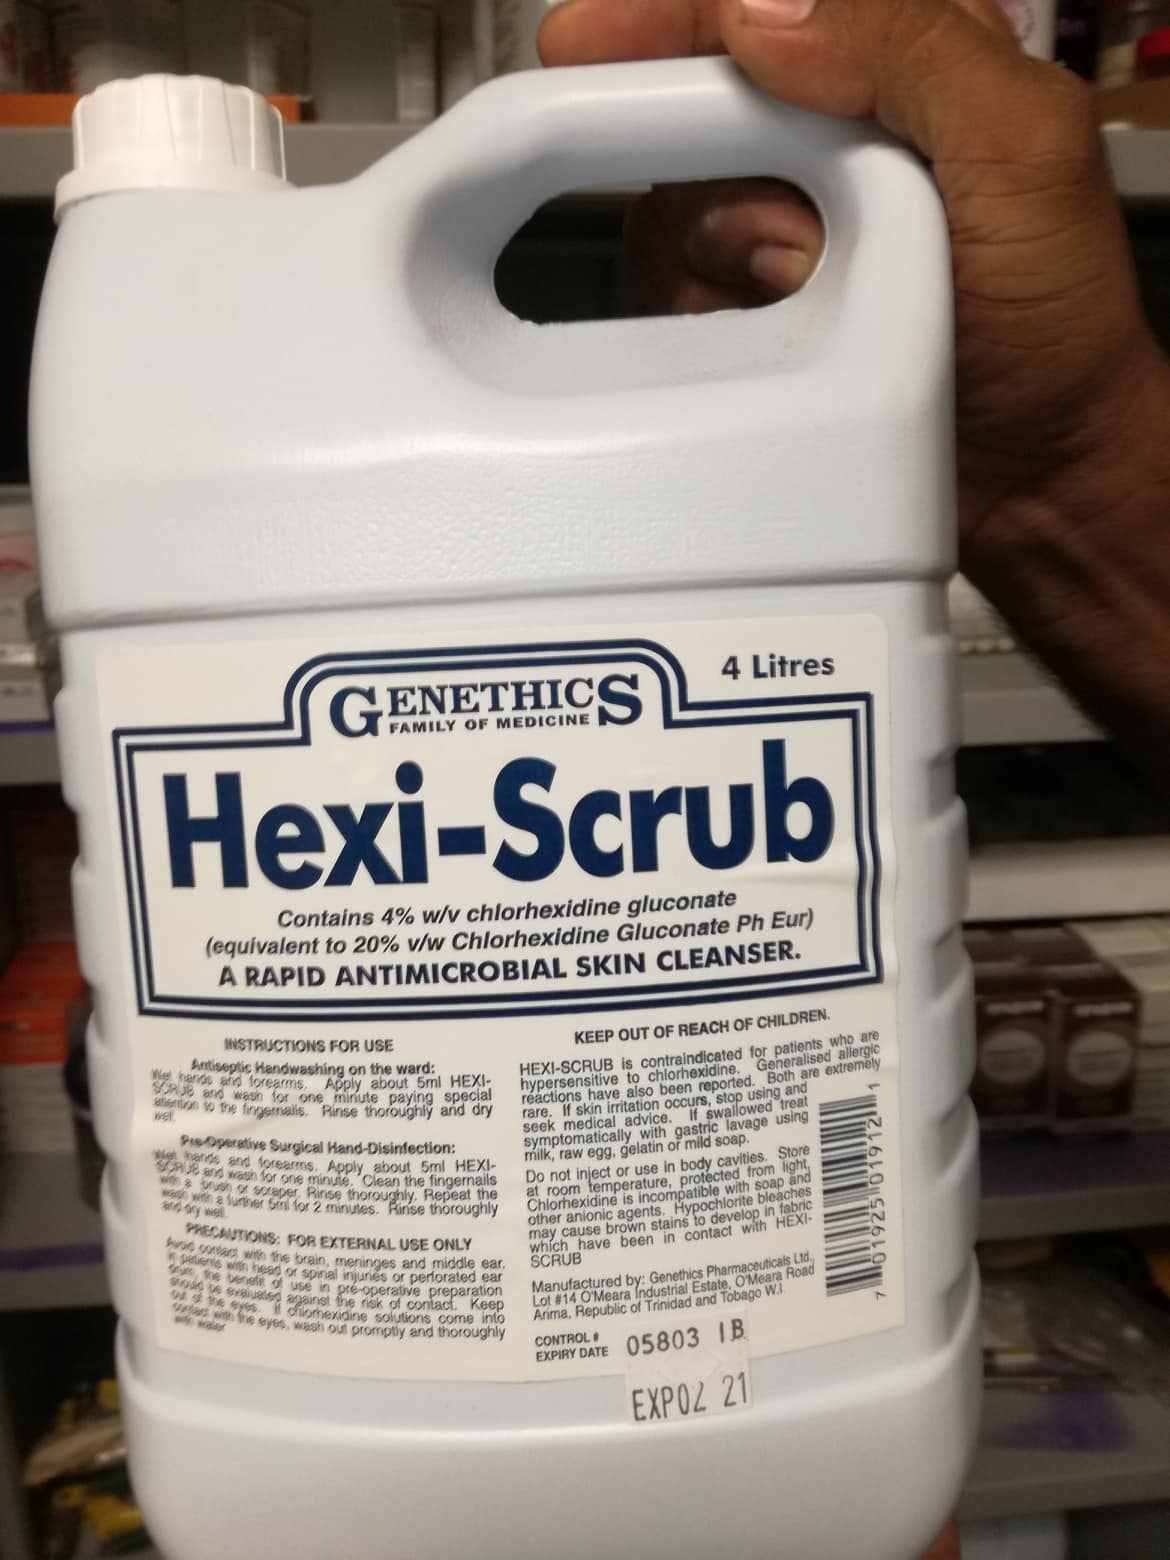 4 Litres
GENETHICS
FAMILY OF MEDICINE
Hexi-Scrub
Contains 4% w/v chlorhexidine gluconate
(equivalent to 20% v/w Chlorhexidine Gluconate Ph Eur)
A RAPID ANTIMICROBIAL SKIN CLEANSER.
INSTRUCTIONS FOR USE
Antiseptic Handwashing on the ward:
Wet hands and forearms. Apply about 5ml HEXI-
SCRUB and wash for one minute paying special
attention to the fingernails. Rinse thoroughly and dry
well.
Pre-Operative Surgical Hand-Disinfection:
Wet hands and forearms. Apply about 5ml HEXI-
SCRUB and wash for one minute. Clean the fingernails
with a brush or scraper. Rinse thoroughly. Repeat the
wash with a further 5ml for 2 minutes. Rinse thoroughly
and dry well.
PRECAUTIONS: FOR EXTERNAL USE ONLY
Avoid contact with the brain, meninges and middle ear.
In patients with head or spinal injuries or perforated ear
drum, the benefit of use in pre-operative preparation
should be evaluated against the risk of contact. Keep
out of the eyes. If chlorhexidine solutions come into
contact with the eyes, wash out promptly and thoroughly
with water
KEEP OUT OF REACH OF CHILDREN.
HEXI-SCRUB is contraindicated for patients who are
hypersensitive to chlorhexidine. Generalised allergic
reactions have also been reported. Both are extremely
rare. If skin irritation occurs, stop using and
seek medical advice. If swallowed treat
symptomatically with gastric lavage using
milk, raw egg, gelatin or mild soap.
Do not inject or use in body cavities. Store
at room temperature, protected from light,
Chlorhexidine is incompatible with soap and
other anionic agents. Hypochlorite bleaches
may cause brown stains to develop in fabric
which have been in contact with HEXI-
SCRUB
Manufactured by: Genethics Pharmaceuticals Ltd.,
Lot #14 O'Meara Industrial Estate, O'Meara Road
Arima, Republic of Trinidad and Tobago W.I.
CONTROL # 05803 IB
EXPIRY DATE
EXP02 21
7 01925 01912 1